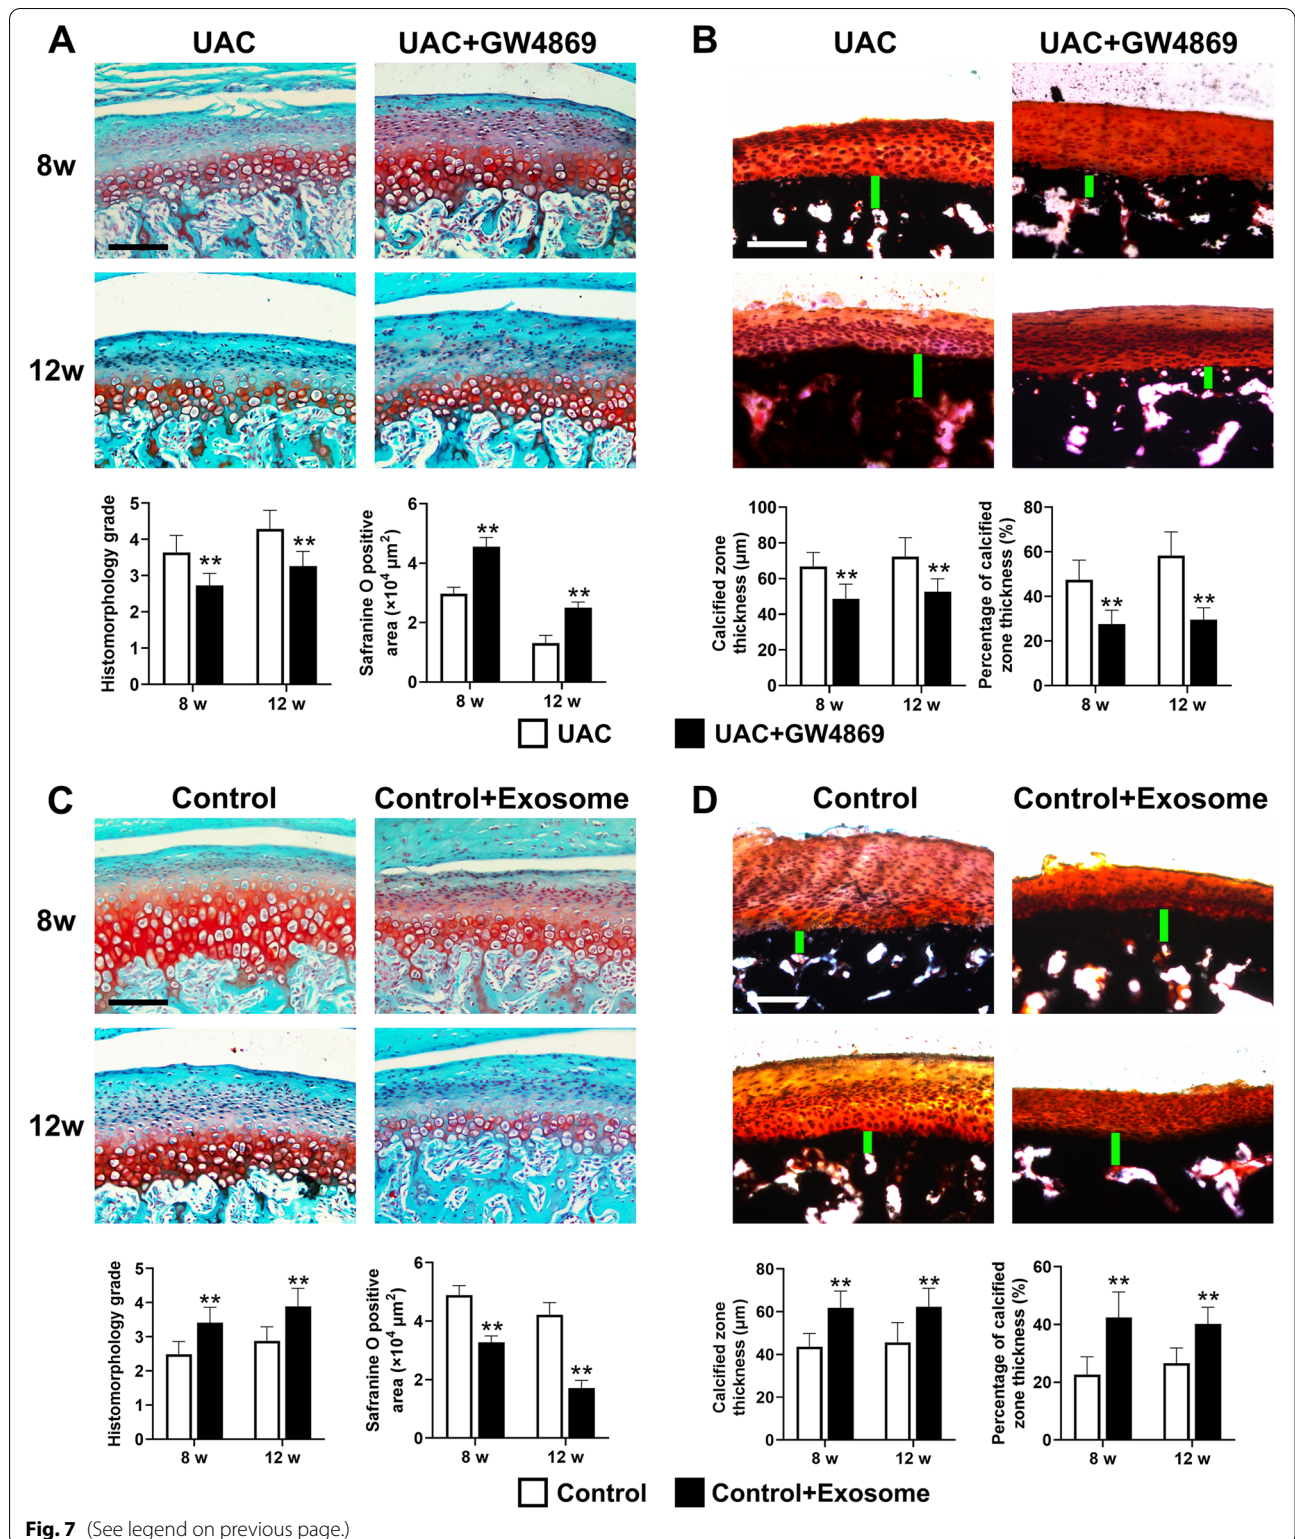 A
UAC
UAC+GW4869
B
UAC
UAC+GW4869
8w
12w
Histomorphology grade
5
4
3
2
1
0
**
**
8 w
12 w
Safranine O positive
area (×10⁴ µm²)
6
4
2
0
**
**
8 w
12 w
Calcified zone
thickness (µm)
100
80
60
40
20
0
**
**
8 w
12 w
Percentage of calcified
zone thickness (%)
80
60
40
20
0
**
**
8 w
12 w
UAC
UAC+GW4869
C
Control
Control+Exosome
D
Control
Control+Exosome
8w
12w
Histomorphology grade
5
4
3
2
1
0
**
**
8 w
12 w
Safranine O positive
area (×10⁴ µm²)
6
4
2
0
**
**
8 w
12 w
Calcified zone
thickness (µm)
80
60
40
20
0
**
**
8 w
12 w
Percentage of calcified
zone thickness (%)
60
40
20
0
**
**
8 w
12 w
Control
Control+Exosome
Fig. 7 (See legend on previous page.)